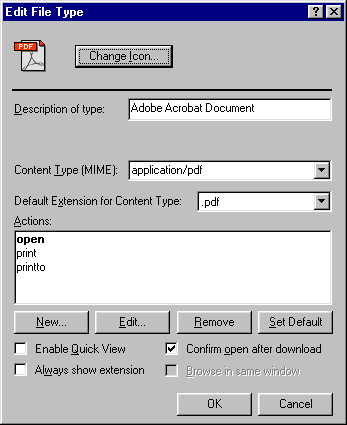 Edit File Type
PDF
Change Icon...
Description of type: Adobe Acrobat Document
Content Type (MIME): application/pdf
Default Extension for Content Type: .pdf
Actions:
open
print
printto
New... Edit... Remove Set Default
Enable Quick View Confirm open after download
Always show extension Browse in same window
OK Cancel